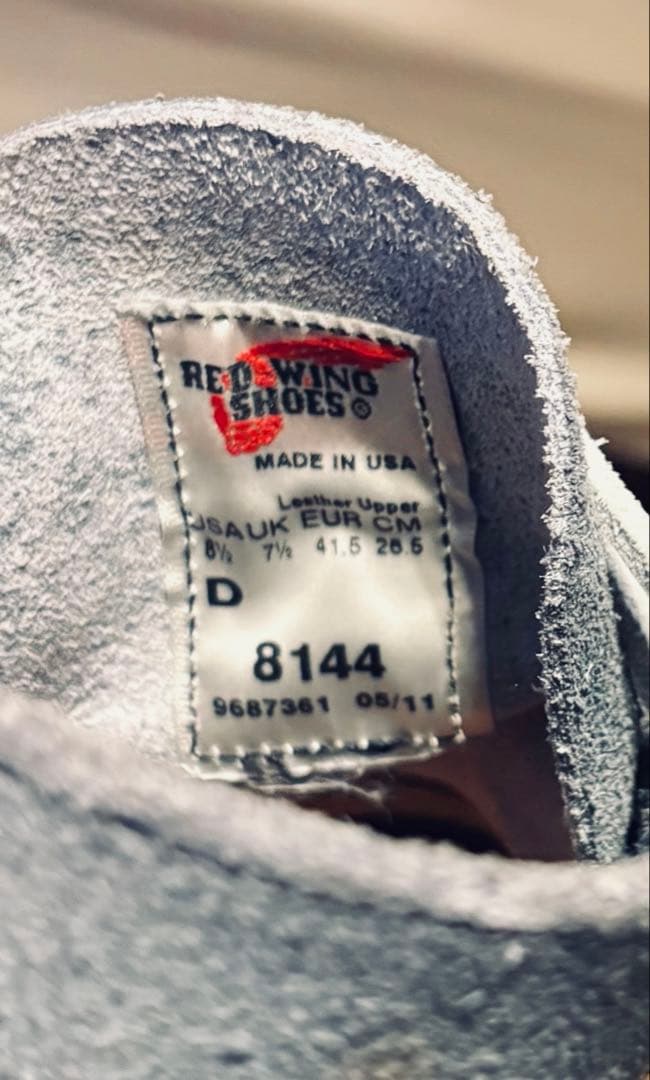 RED WING
SHOES®
MADE IN USA
Leather Upper
USA UK EUR CM
8½ 7½ 41.5 26.5
D
8144
9687361 05/11